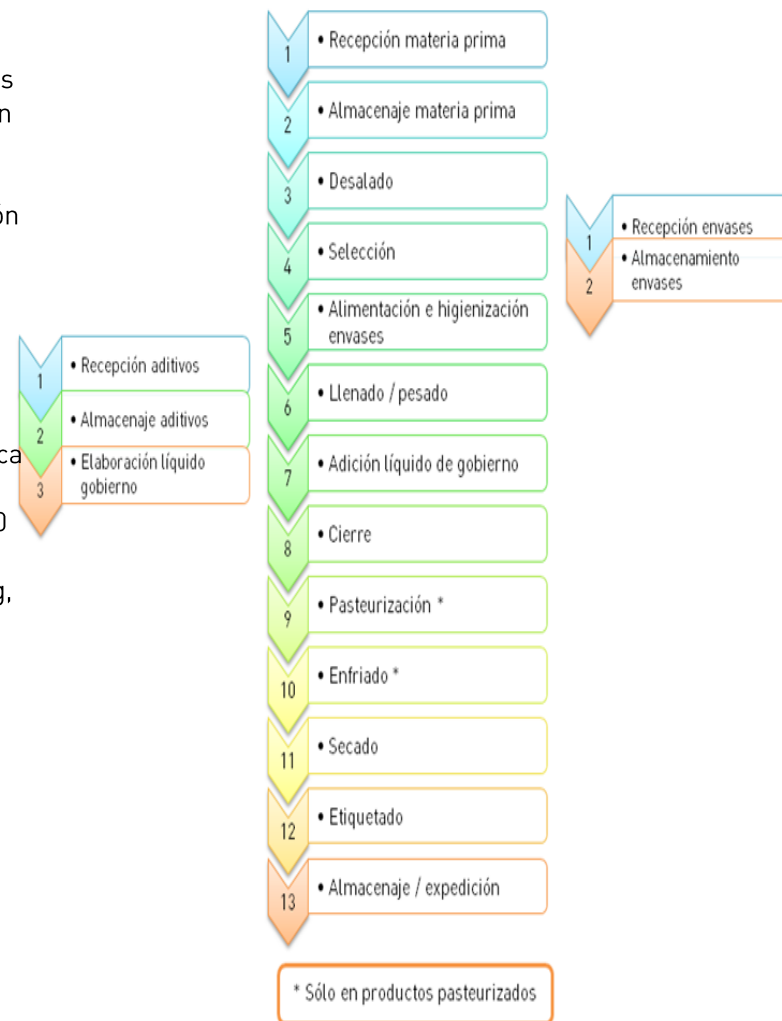 s
n
ón
ca
0
g,
1
• Recepción aditivos
2
• Almacenaje aditivos
3
• Elaboración líquido
gobierno
1
• Recepción materia prima
2
• Almacenaje materia prima
3
• Desalado
4
• Selección
5
• Alimentación e higienización
envases
6
• Llenado / pesado
7
• Adición líquido de gobierno
8
• Cierre
9
• Pasteurización *
10
• Enfriado *
11
• Secado
12
• Etiquetado
13
• Almacenaje / expedición
* Sólo en productos pasteurizados
1
• Recepción envases
2
• Almacenamiento
envases